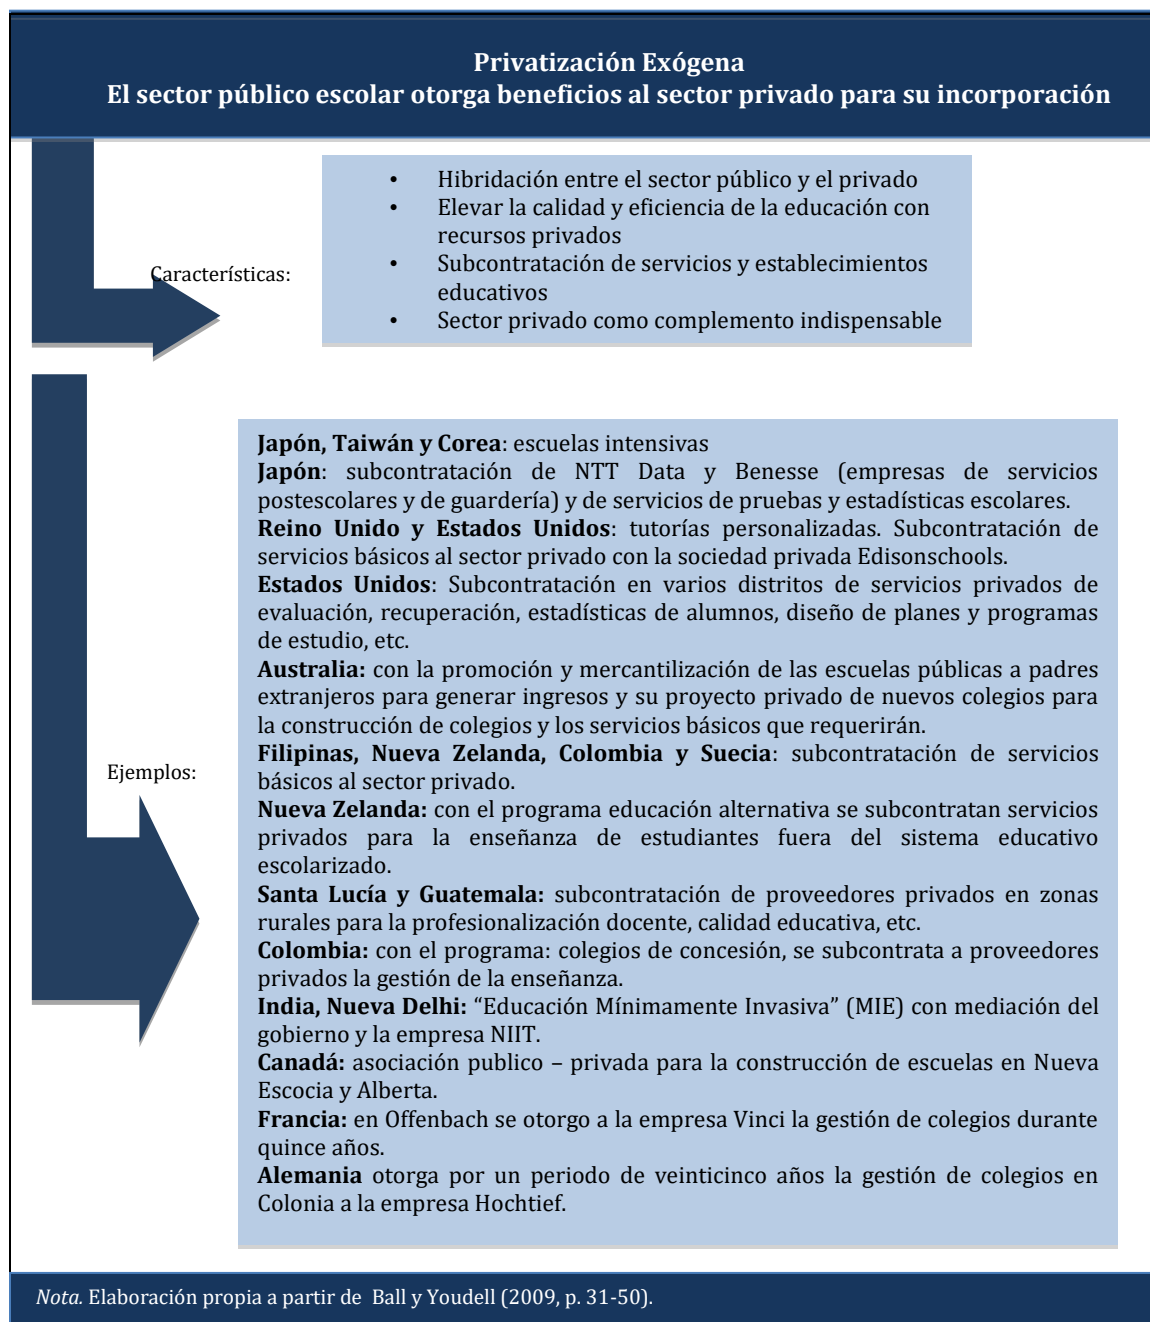 Privatización Exógena
El sector público escolar otorga beneficios al sector privado para su incorporación
Características:
• Hibridación entre el sector público y el privado
• Elevar la calidad y eficiencia de la educación con
recursos privados
• Subcontratación de servicios y establecimientos
educativos
• Sector privado como complemento indispensable
Ejemplos:
Japón, Taiwán y Corea: escuelas intensivas
Japón: subcontratación de NTT Data y Benesse (empresas de servicios
postescolares y de guardería) y de servicios de pruebas y estadísticas escolares.
Reino Unido y Estados Unidos: tutorías personalizadas. Subcontratación de
servicios básicos al sector privado con la sociedad privada Edisonschools.
Estados Unidos: Subcontratación en varios distritos de servicios privados de
evaluación, recuperación, estadísticas de alumnos, diseño de planes y programas
de estudio, etc.
Australia: con la promoción y mercantilización de las escuelas públicas a padres
extranjeros para generar ingresos y su proyecto privado de nuevos colegios para
la construcción de colegios y los servicios básicos que requerirán.
Filipinas, Nueva Zelanda, Colombia y Suecia: subcontratación de servicios
básicos al sector privado.
Nueva Zelanda: con el programa educación alternativa se subcontratan servicios
privados para la enseñanza de estudiantes fuera del sistema educativo
escolarizado.
Santa Lucía y Guatemala: subcontratación de proveedores privados en zonas
rurales para la profesionalización docente, calidad educativa, etc.
Colombia: con el programa: colegios de concesión, se subcontrata a proveedores
privados la gestión de la enseñanza.
India, Nueva Delhi: “Educación Mínimamente Invasiva” (MIE) con mediación del
gobierno y la empresa NIIT.
Canadá: asociación publico – privada para la construcción de escuelas en Nueva
Escocia y Alberta.
Francia: en Offenbach se otorgo a la empresa Vinci la gestión de colegios durante
quince años.
Alemania otorga por un periodo de veinticinco años la gestión de colegios en
Colonia a la empresa Hochtief.
Nota. Elaboración propia a partir de Ball y Youdell (2009, p. 31-50).